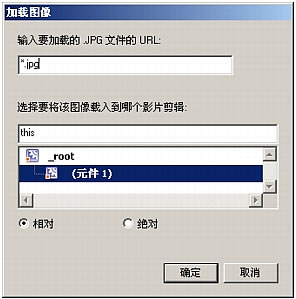 加载图像
输入要加载的 .JPG 文件的 URL:
*.jpg
选择要将该图像载入到哪个影片剪辑:
this
_root
(元件 1)
相对 绝对
确定 取消